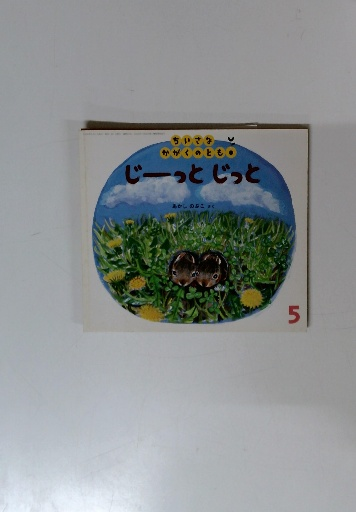 ちいさな
かがくのとも
じーっと じっと
5